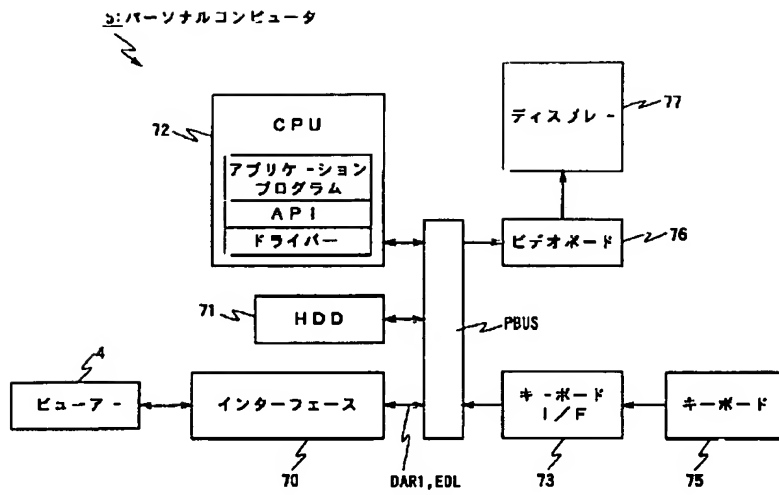 5:パーソナルコンピュータ
72
CPU
アプリケーション
プログラム
API
ドライバー
ディスプレー
77
ビデオボード
76
71
HDD
PBUS
4
ビューアー
インターフェース
70
DAR1,EDL
キーボード
I/F
73
キーボード
75